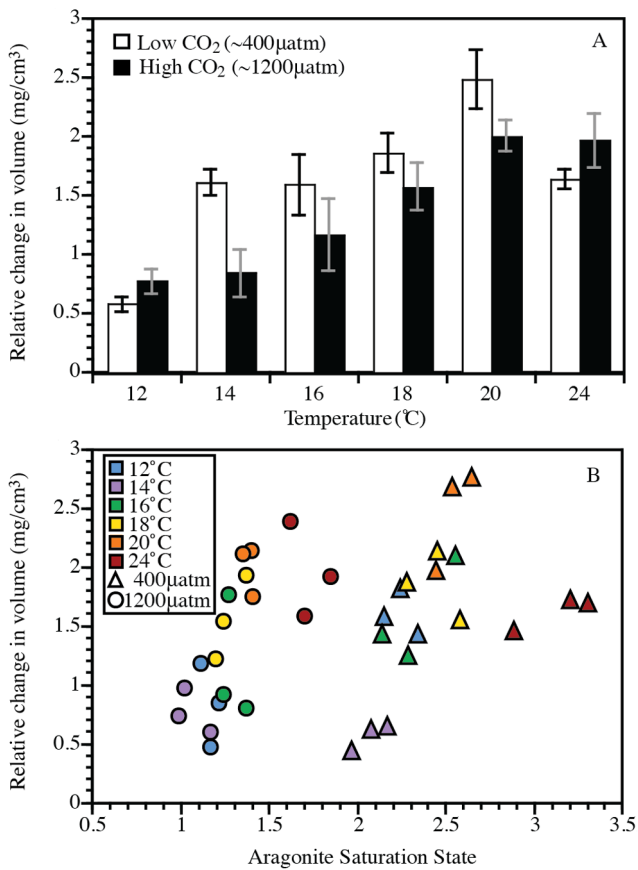 3
Low CO2 (~400µatm)
A
High CO2 (~1200µatm)
2.5
2
1.5
1
0.5
0
Relative change in volume (mg/cm³)
12 14 16 18 20 24
Temperature (°C)
3
12°C
B
14°C
16°C
18°C
20°C
24°C
400µatm
1200µatm
2.5
2
1.5
1
0.5
0
Relative change in volume (mg/cm³)
0.5 1 1.5 2 2.5 3 3.5
Aragonite Saturation State